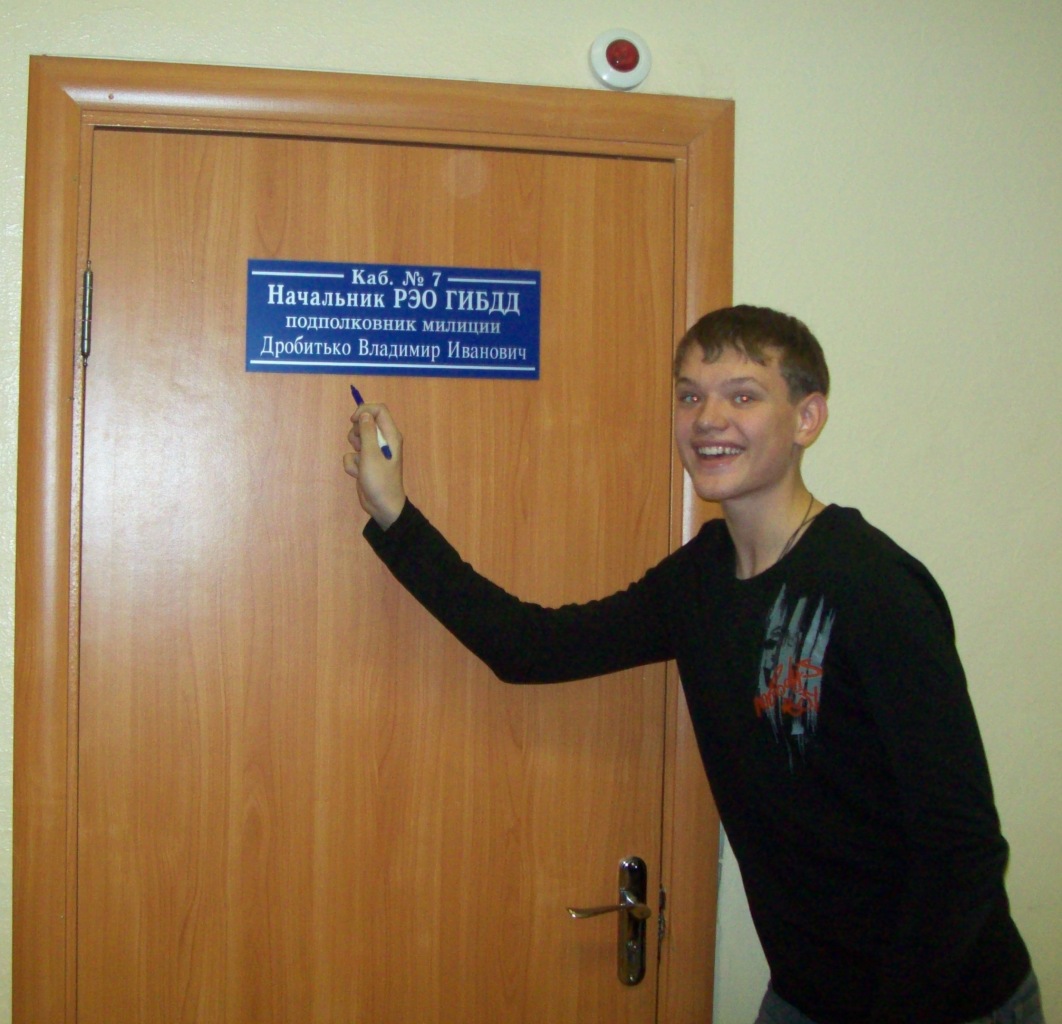 Каб. № 7
Начальник РЭО ГИБДД
подполковник милиции
Дробитько Владимир Иванович